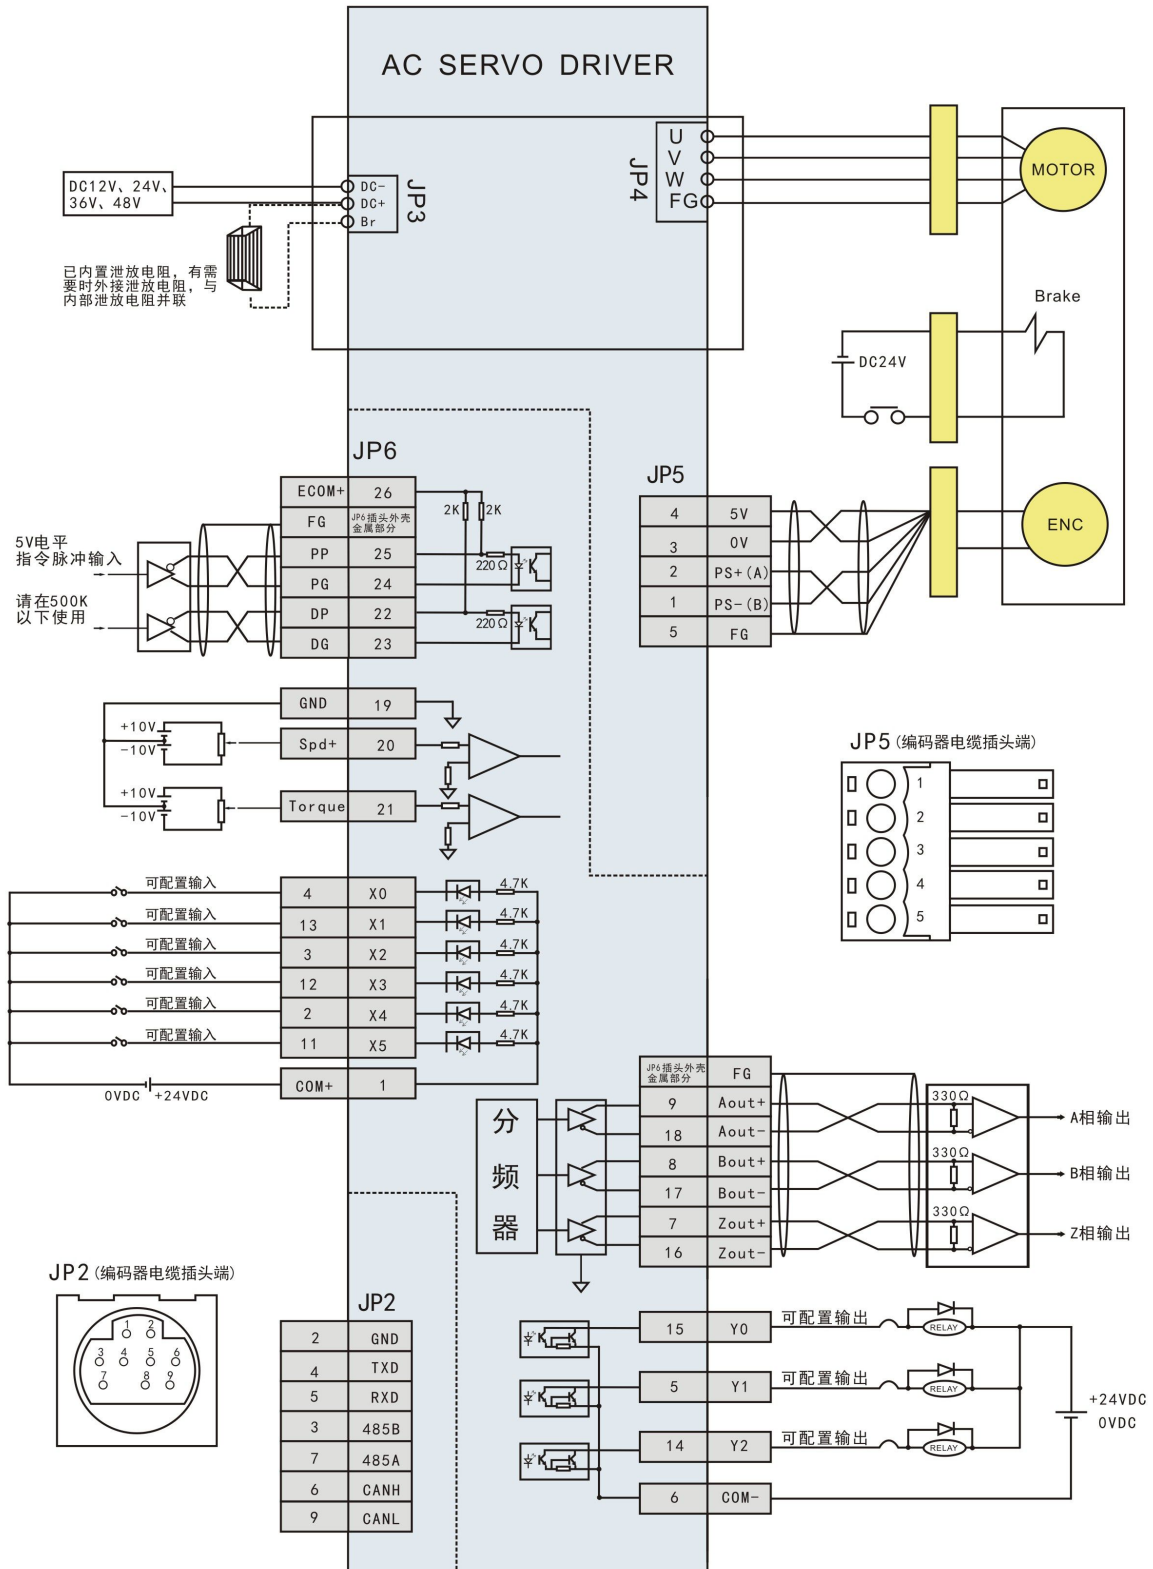 AC SERVO DRIVER
DC12V、24V、
36V、48V
DC-
DC+
Br
JP3
JP4
U
V
W
FG
MOTOR
已内置泄放电阻，有需
要时外接泄放电阻，与
内部泄放电阻并联
Brake
DC24V
JP6
ECOM+ 26
FG JP6插头外壳
金属部分
PP 25
PG 24
DP 22
DG 23
2K 2K
220Ω
220Ω
5V电平
指令脉冲输入
请在500K
以下使用
JP5
4 5V
3 0V
2 PS+(A)
1 PS-(B)
5 FG
ENC
GND 19
Spd+ 20
Torque 21
+10V
-10V
+10V
-10V
JP5(编码器电缆插头端)
1
2
3
4
5
可配置输入 4 X0 4.7K
可配置输入 13 X1 4.7K
可配置输入 3 X2 4.7K
可配置输入 12 X3 4.7K
可配置输入 2 X4 4.7K
可配置输入 11 X5 4.7K
0VDC +24VDC COM+ 1
分
频
器
JP6插头外壳
金属部分 FG
9 Aout+
18 Aout-
8 Bout+
17 Bout-
7 Zout+
16 Zout-
330Ω
A相输出
330Ω
B相输出
330Ω
Z相输出
JP2(编码器电缆插头端)
1 2
3 4 5 6
7 8 9
JP2
2 GND
4 TXD
5 RXD
3 485B
7 485A
6 CANH
9 CANL
15 Y0 可配置输出 RELAY
5 Y1 可配置输出 RELAY
14 Y2 可配置输出 RELAY
6 COM-
+24VDC
0VDC